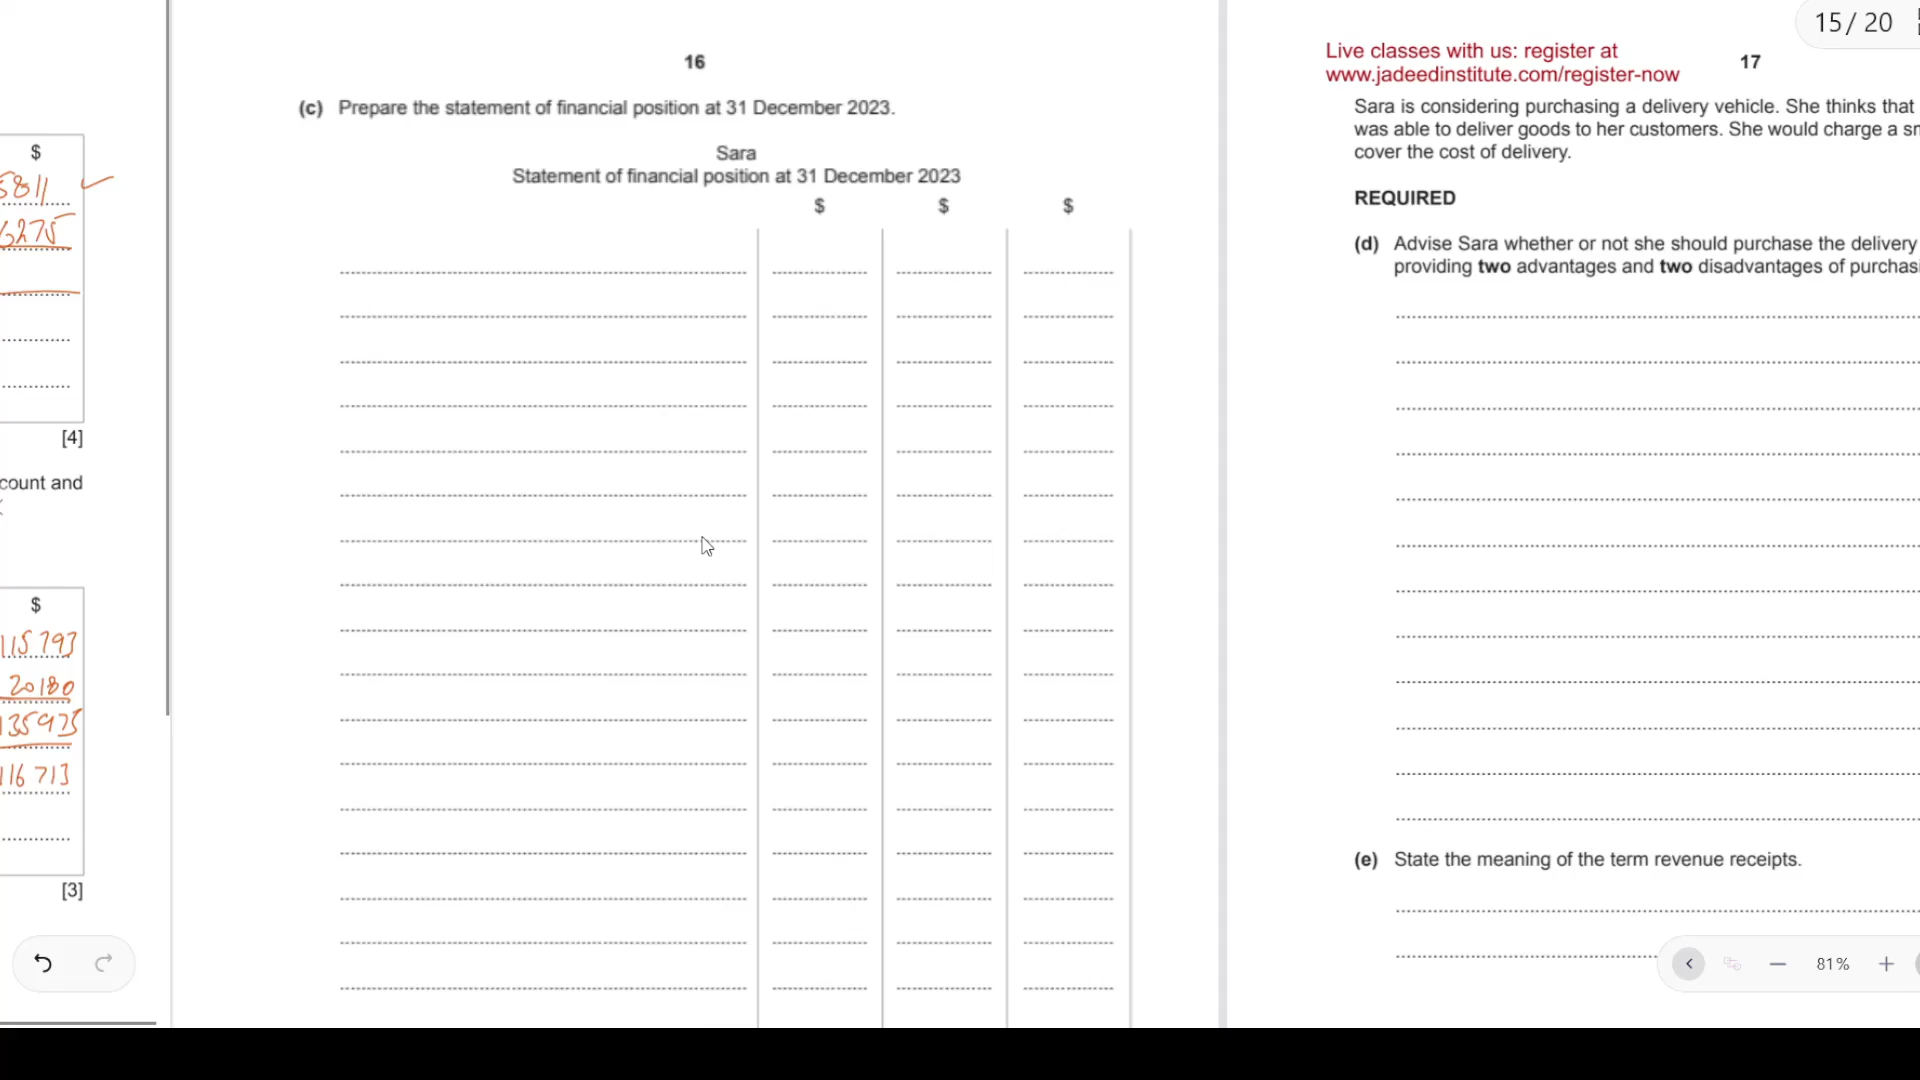 $
5811
6275
[4]
count and
$
115 793
20180
135973
116 713
[3]
16
(c) Prepare the statement of financial position at 31 December 2023.
Sara
Statement of financial position at 31 December 2023
$ $ $
15/ 20
Live classes with us: register at
www.jadeedinstitute.com/register-now
17
Sara is considering purchasing a delivery vehicle. She thinks that
was able to deliver goods to her customers. She would charge a sm
cover the cost of delivery.
REQUIRED
(d) Advise Sara whether or not she should purchase the delivery
providing two advantages and two disadvantages of purchasi
(e) State the meaning of the term revenue receipts.
81%